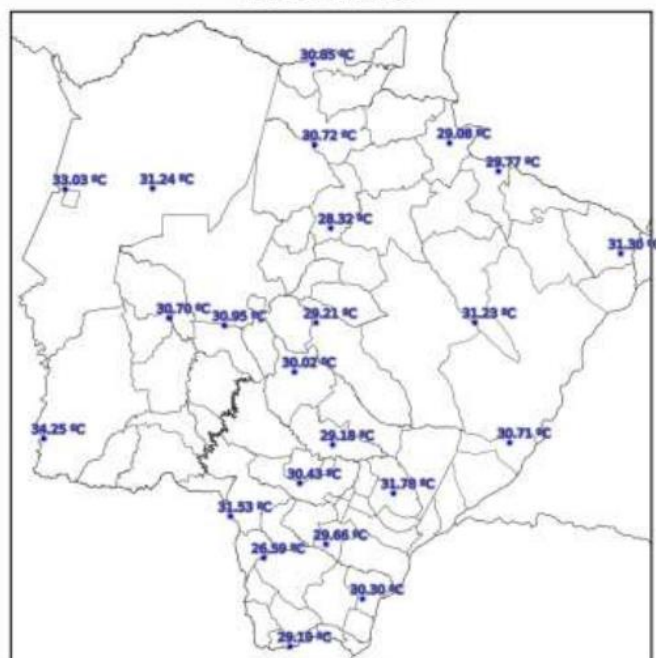 30.85 ºC
30.72 ºC
29.08 ºC
29.77 ºC
33.03 ºC
31.24 ºC
28.32 ºC
31.30 ºC
30.70 ºC
30.95 ºC
29.21 ºC
31.23 ºC
30.02 ºC
34.25 ºC
29.18 ºC
30.71 ºC
30.43 ºC
31.78 ºC
31.53 ºC
29.66 ºC
26.59 ºC
30.30 ºC
29.19 ºC